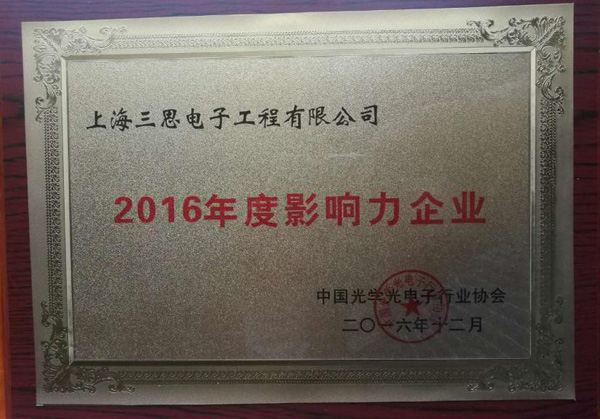 上海三思电子工程有限公司
2016年度影响力企业
中国光学光电子行业协会
二〇一六年十二月